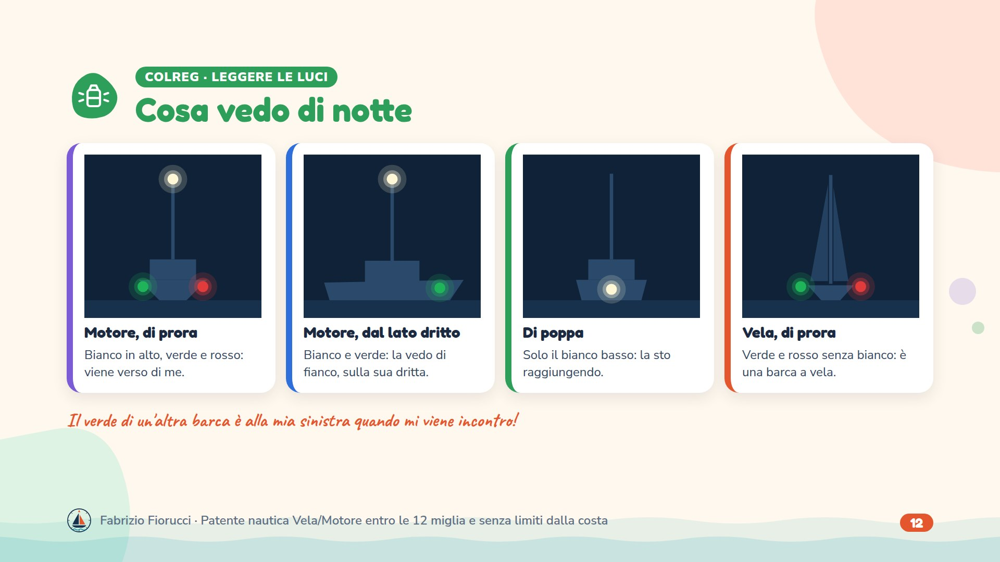 COLREG · LEGGERE LE LUCI
Cosa vedo di notte
Motore, di prora
Bianco in alto, verde e rosso:
viene verso di me.
Motore, dal lato dritto
Bianco e verde: la vedo di
fianco, sulla sua dritta.
Di poppa
Solo il bianco basso: la sto
raggiungendo.
Vela, di prora
Verde e rosso senza bianco: è
una barca a vela.
Il verde di un'altra barca è alla mia sinistra quando mi viene incontro!
Fabrizio Fiorucci · Patente nautica Vela/Motore entro le 12 miglia e senza limiti dalla costa
12